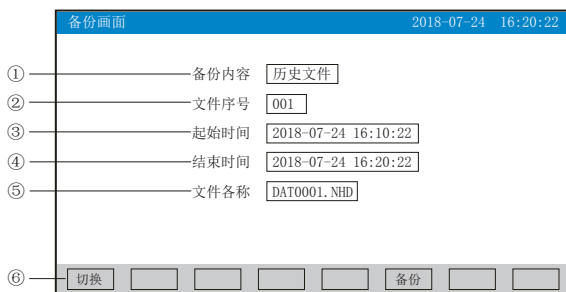 备份画面 2018-07-24 16:20:22
① 备份内容 历史文件
② 文件序号 001
③ 起始时间 2018-07-24 16:10:22
④ 结束时间 2018-07-24 16:20:22
⑤ 文件各称 DAT0001.NHD
⑥ 切换 备份